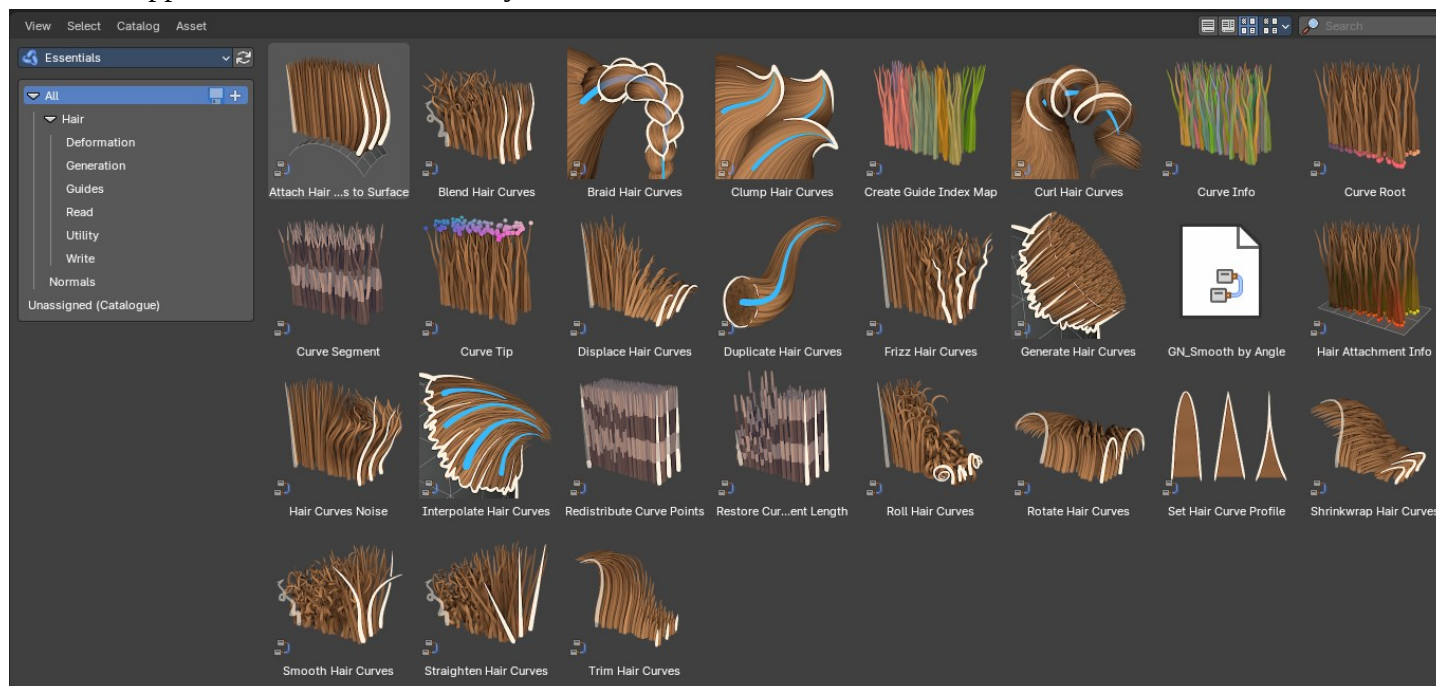 View Select Catalog Asset
Search
Essentials
All
Hair
Deformation
Generation
Guides
Read
Utility
Write
Normals
Unassigned (Catalogue)
Attach Hair ...s to Surface Blend Hair Curves Braid Hair Curves Clump Hair Curves Create Guide Index Map Curl Hair Curves Curve Info Curve Root
Curve Segment Curve Tip Displace Hair Curves Duplicate Hair Curves Frizz Hair Curves Generate Hair Curves GN_Smooth by Angle Hair Attachment Info
Hair Curves Noise Interpolate Hair Curves Redistribute Curve Points Restore Cur...ent Length Roll Hair Curves Rotate Hair Curves Set Hair Curve Profile Shrinkwrap Hair Curves
Smooth Hair Curves Straighten Hair Curves Trim Hair Curves